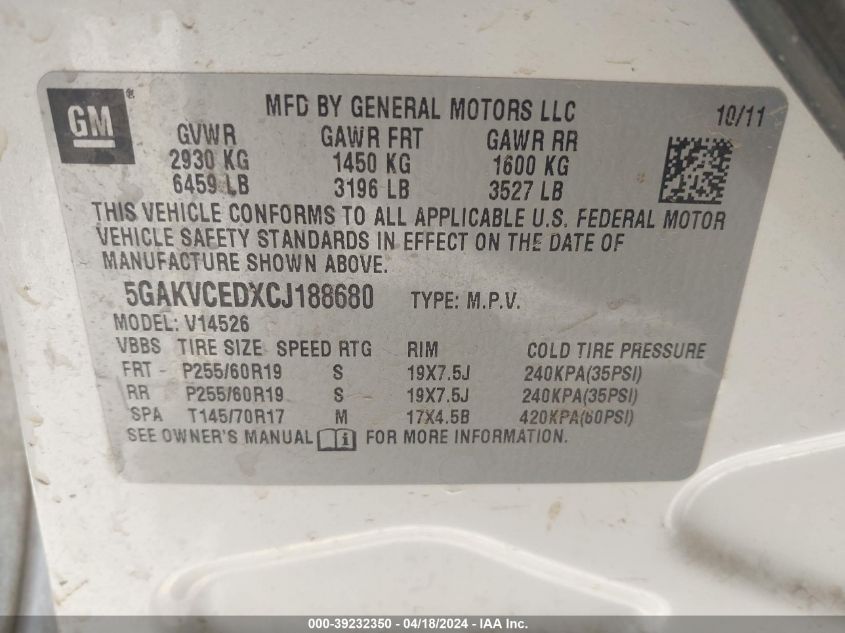 GM
MFD BY GENERAL MOTORS LLC
10/11
GVWR GAWR FRT GAWR RR
2930 KG 1450 KG 1600 KG
6459 LB 3196 LB 3527 LB
THIS VEHICLE CONFORMS TO ALL APPLICABLE U.S. FEDERAL MOTOR
VEHICLE SAFETY STANDARDS IN EFFECT ON THE DATE OF
MANUFACTURE SHOWN ABOVE.
5GAKVCEDXCJ188680 TYPE: M.P.V.
MODEL: V14526
VBBS TIRE SIZE SPEED RTG RIM COLD TIRE PRESSURE
FRT - P255/60R19 S 19X7.5J 240KPA(35PSI)
RR P255/60R19 S 19X7.5J 240KPA(35PSI)
SPA T145/70R17 M 17X4.5B 420KPA(60PSI)
SEE OWNER'S MANUAL FOR MORE INFORMATION.
000-39232350 - 04/18/2024 - IAA Inc.